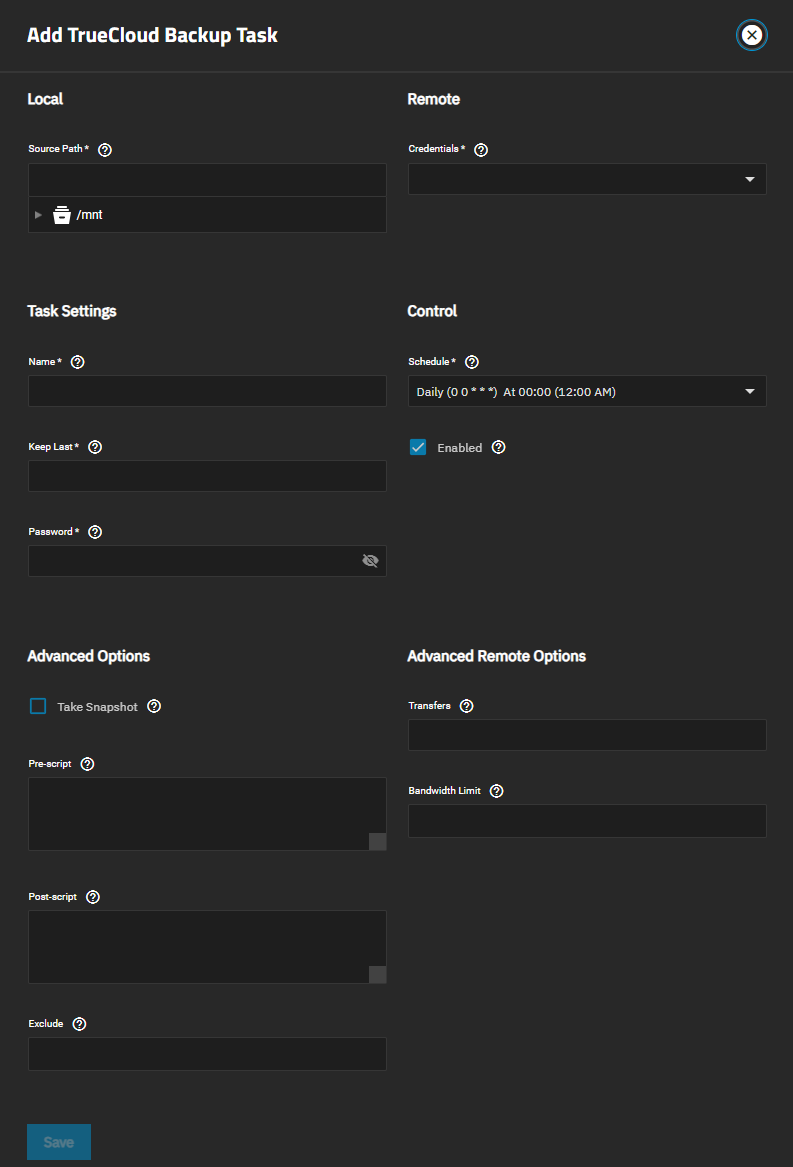 Add TrueCloud Backup Task
Local
Source Path *
/mnt
Remote
Credentials *
Task Settings
Name *
Keep Last *
Password *
Control
Schedule *
Daily (0 0 * * *) At 00:00 (12:00 AM)
Enabled
Advanced Options
Take Snapshot
Pre-script
Post-script
Exclude
Advanced Remote Options
Transfers
Bandwidth Limit
Save